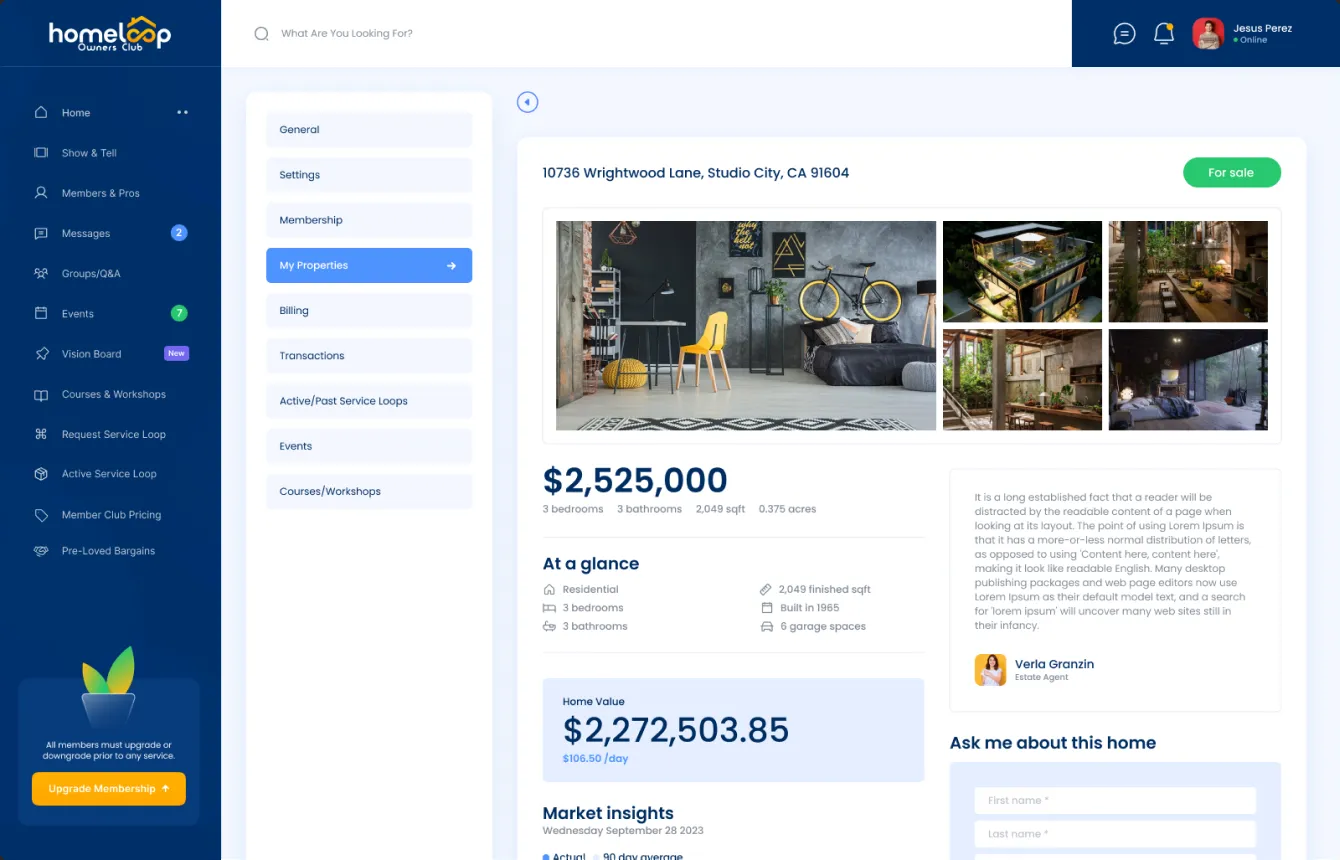 homeloop
Owners Club
What Are You Looking For?
Jesus Perez
Online
Home
Show & Tell
Members & Pros
Messages
2
Groups/Q&A
Events
7
Vision Board
New
Courses & Workshops
Request Service Loop
Active Service Loop
Member Club Pricing
Pre-Loved Bargains
All members must upgrade or
downgrade prior to any service.
Upgrade Membership
General
Settings
Membership
My Properties
Billing
Transactions
Active/Past Service Loops
Events
Courses/Workshops
10736 Wrightwood Lane, Studio City, CA 91604
For sale
$2,525,000
3 bedrooms 3 bathrooms 2,049 sqft 0.375 acres
At a glance
Residential
2,049 finished sqft
3 bedrooms
Built in 1965
3 bathrooms
6 garage spaces
Home Value
$2,272,503.85
$106.50 /day
Market insights
Wednesday September 28 2023
Actual 90 day average
It is a long established fact that a reader will be
distracted by the readable content of a page when
looking at its layout. The point of using Lorem Ipsum is
that it has a more-or-less normal distribution of letters,
as opposed to using 'Content here, content here',
making it look like readable English. Many desktop
publishing packages and web page editors now use
Lorem Ipsum as their default model text, and a search
for 'lorem ipsum' will uncover many web sites still in
their infancy.
Verla Granzin
Estate Agent
Ask me about this home
First name *
Last name *